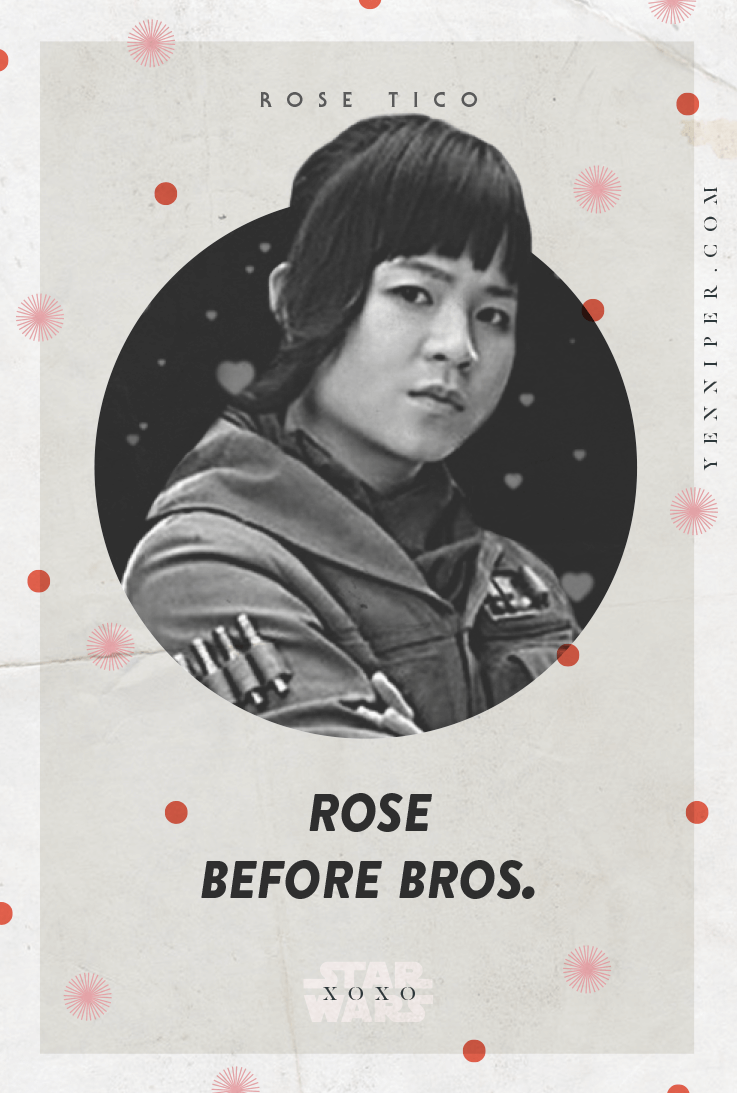 ROSE TICO
YENNIPER.COM
ROSE
BEFORE BROS.
STAR
XOXO
WARS